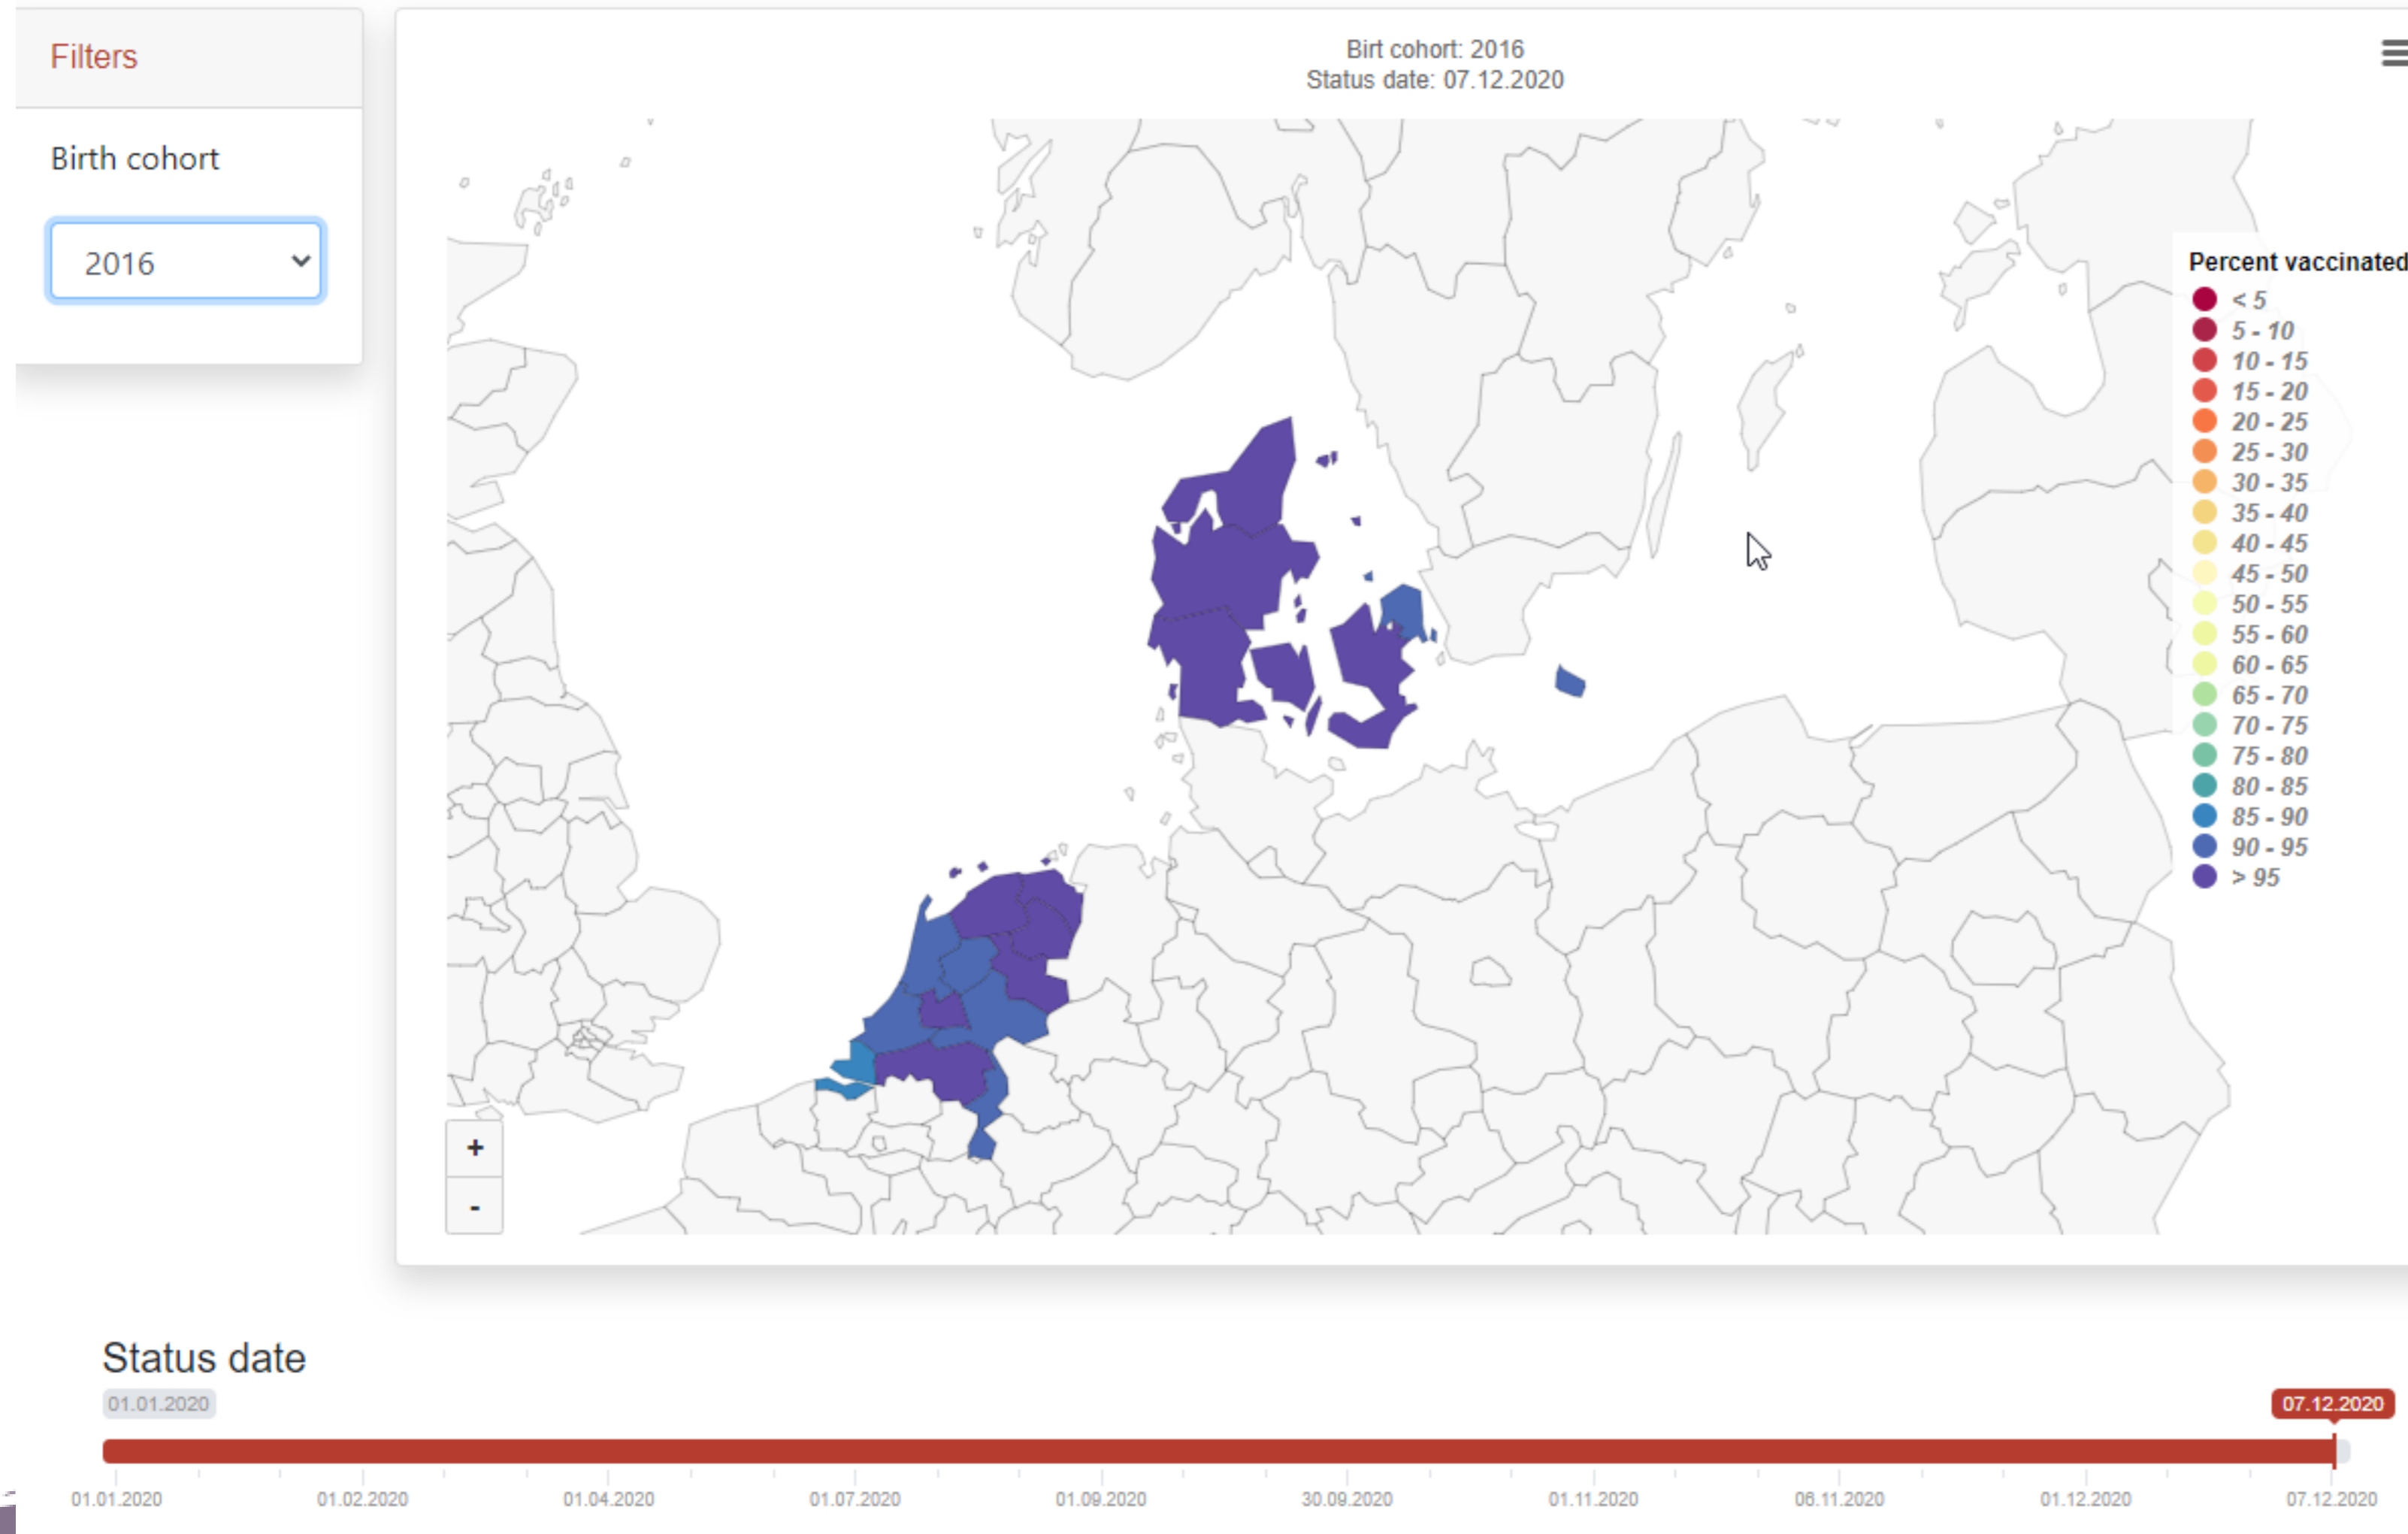 Filters
Birth cohort
2016
Birt cohort: 2016
Status date: 07.12.2020
Percent vaccinated
< 5
5 - 10
10 - 15
15 - 20
20 - 25
25 - 30
30 - 35
35 - 40
40 - 45
45 - 50
50 - 55
55 - 60
60 - 65
65 - 70
70 - 75
75 - 80
80 - 85
85 - 90
90 - 95
> 95
+
-
Status date
01.01.2020
07.12.2020
01.01.2020 01.02.2020 01.04.2020 01.07.2020 01.09.2020 30.09.2020 01.11.2020 06.11.2020 01.12.2020 07.12.2020